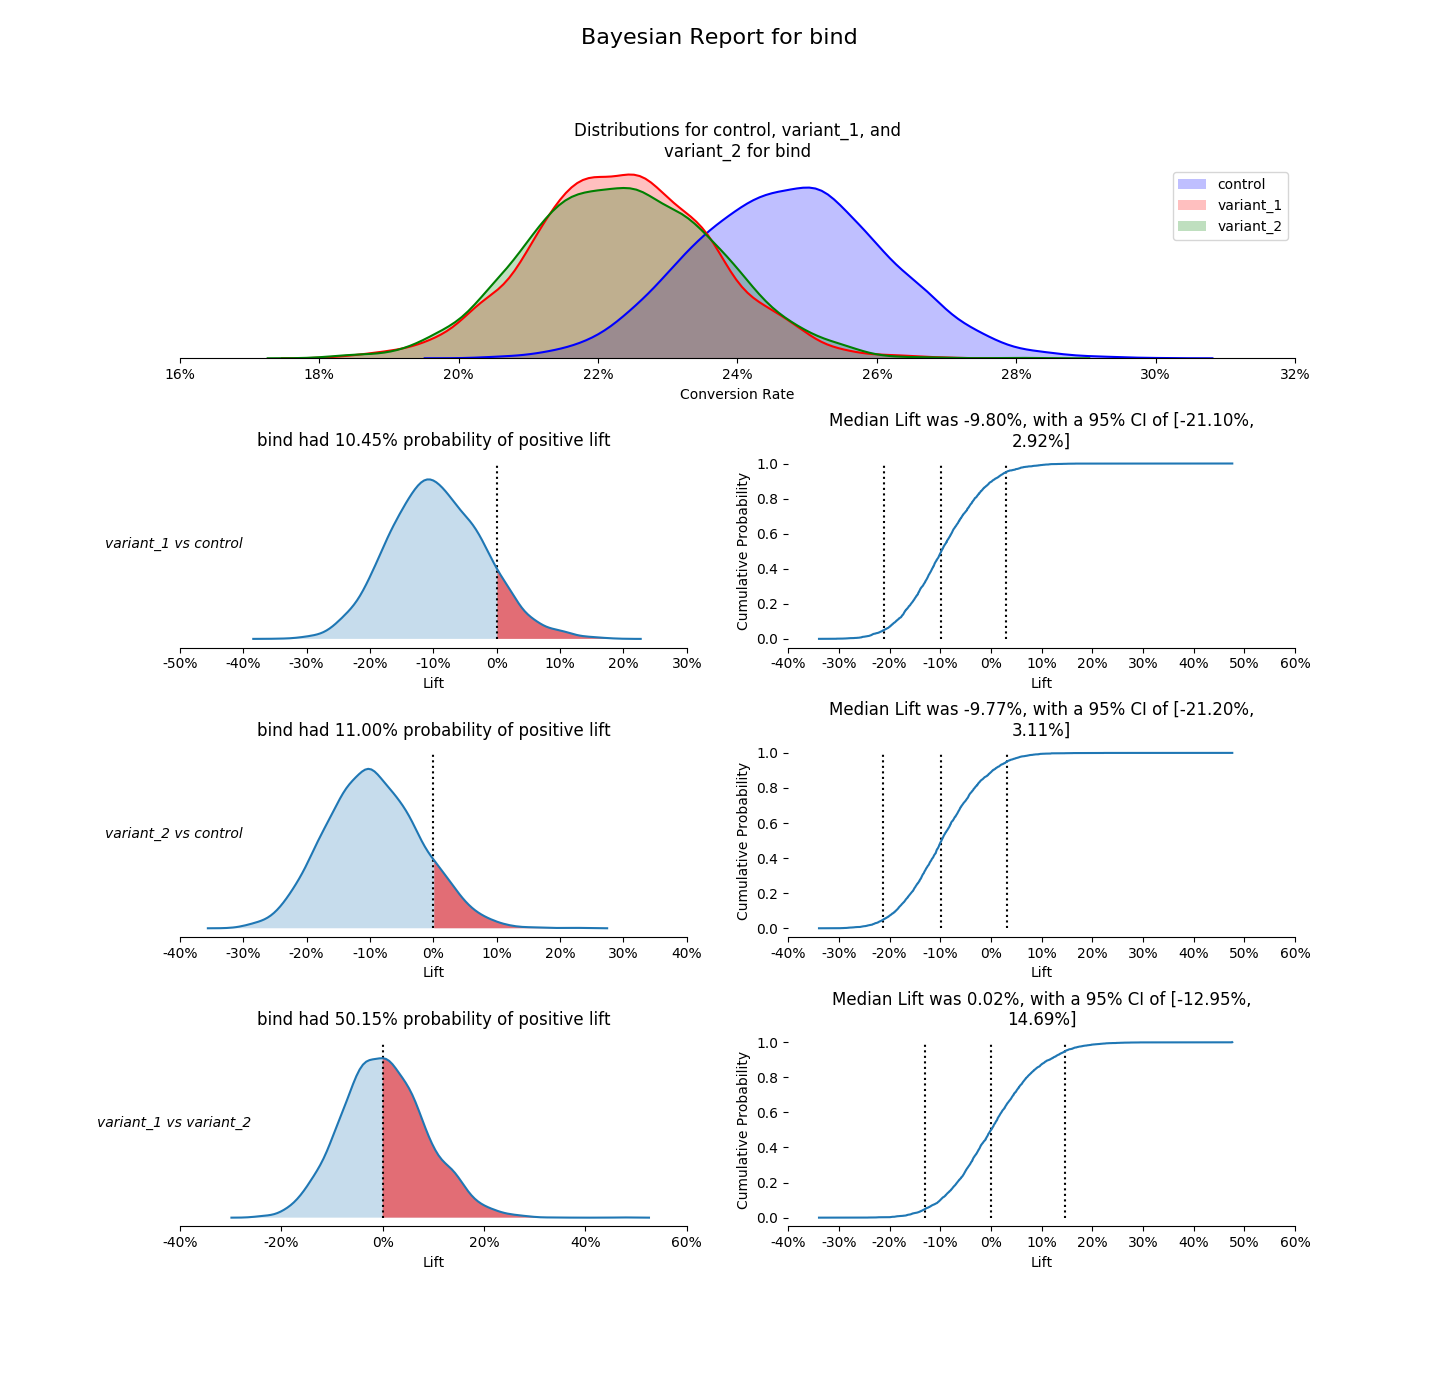 Bayesian Report for bind
Distributions for control, variant_1, and
variant_2 for bind
control
variant_1
variant_2
16% 18% 20% 22% 24% 26% 28% 30% 32%
Conversion Rate
bind had 10.45% probability of positive lift
variant_1 vs control
-50% -40% -30% -20% -10% 0% 10% 20% 30%
Lift
Median Lift was -9.80%, with a 95% CI of [-21.10%,
2.92%]
Cumulative Probability
1.0
0.8
0.6
0.4
0.2
0.0
-40% -30% -20% -10% 0% 10% 20% 30% 40% 50% 60%
Lift
bind had 11.00% probability of positive lift
variant_2 vs control
-40% -30% -20% -10% 0% 10% 20% 30% 40%
Lift
Median Lift was -9.77%, with a 95% CI of [-21.20%,
3.11%]
Cumulative Probability
1.0
0.8
0.6
0.4
0.2
0.0
-40% -30% -20% -10% 0% 10% 20% 30% 40% 50% 60%
Lift
bind had 50.15% probability of positive lift
variant_1 vs variant_2
-40% -20% 0% 20% 40% 60%
Lift
Median Lift was 0.02%, with a 95% CI of [-12.95%,
14.69%]
Cumulative Probability
1.0
0.8
0.6
0.4
0.2
0.0
-40% -30% -20% -10% 0% 10% 20% 30% 40% 50% 60%
Lift